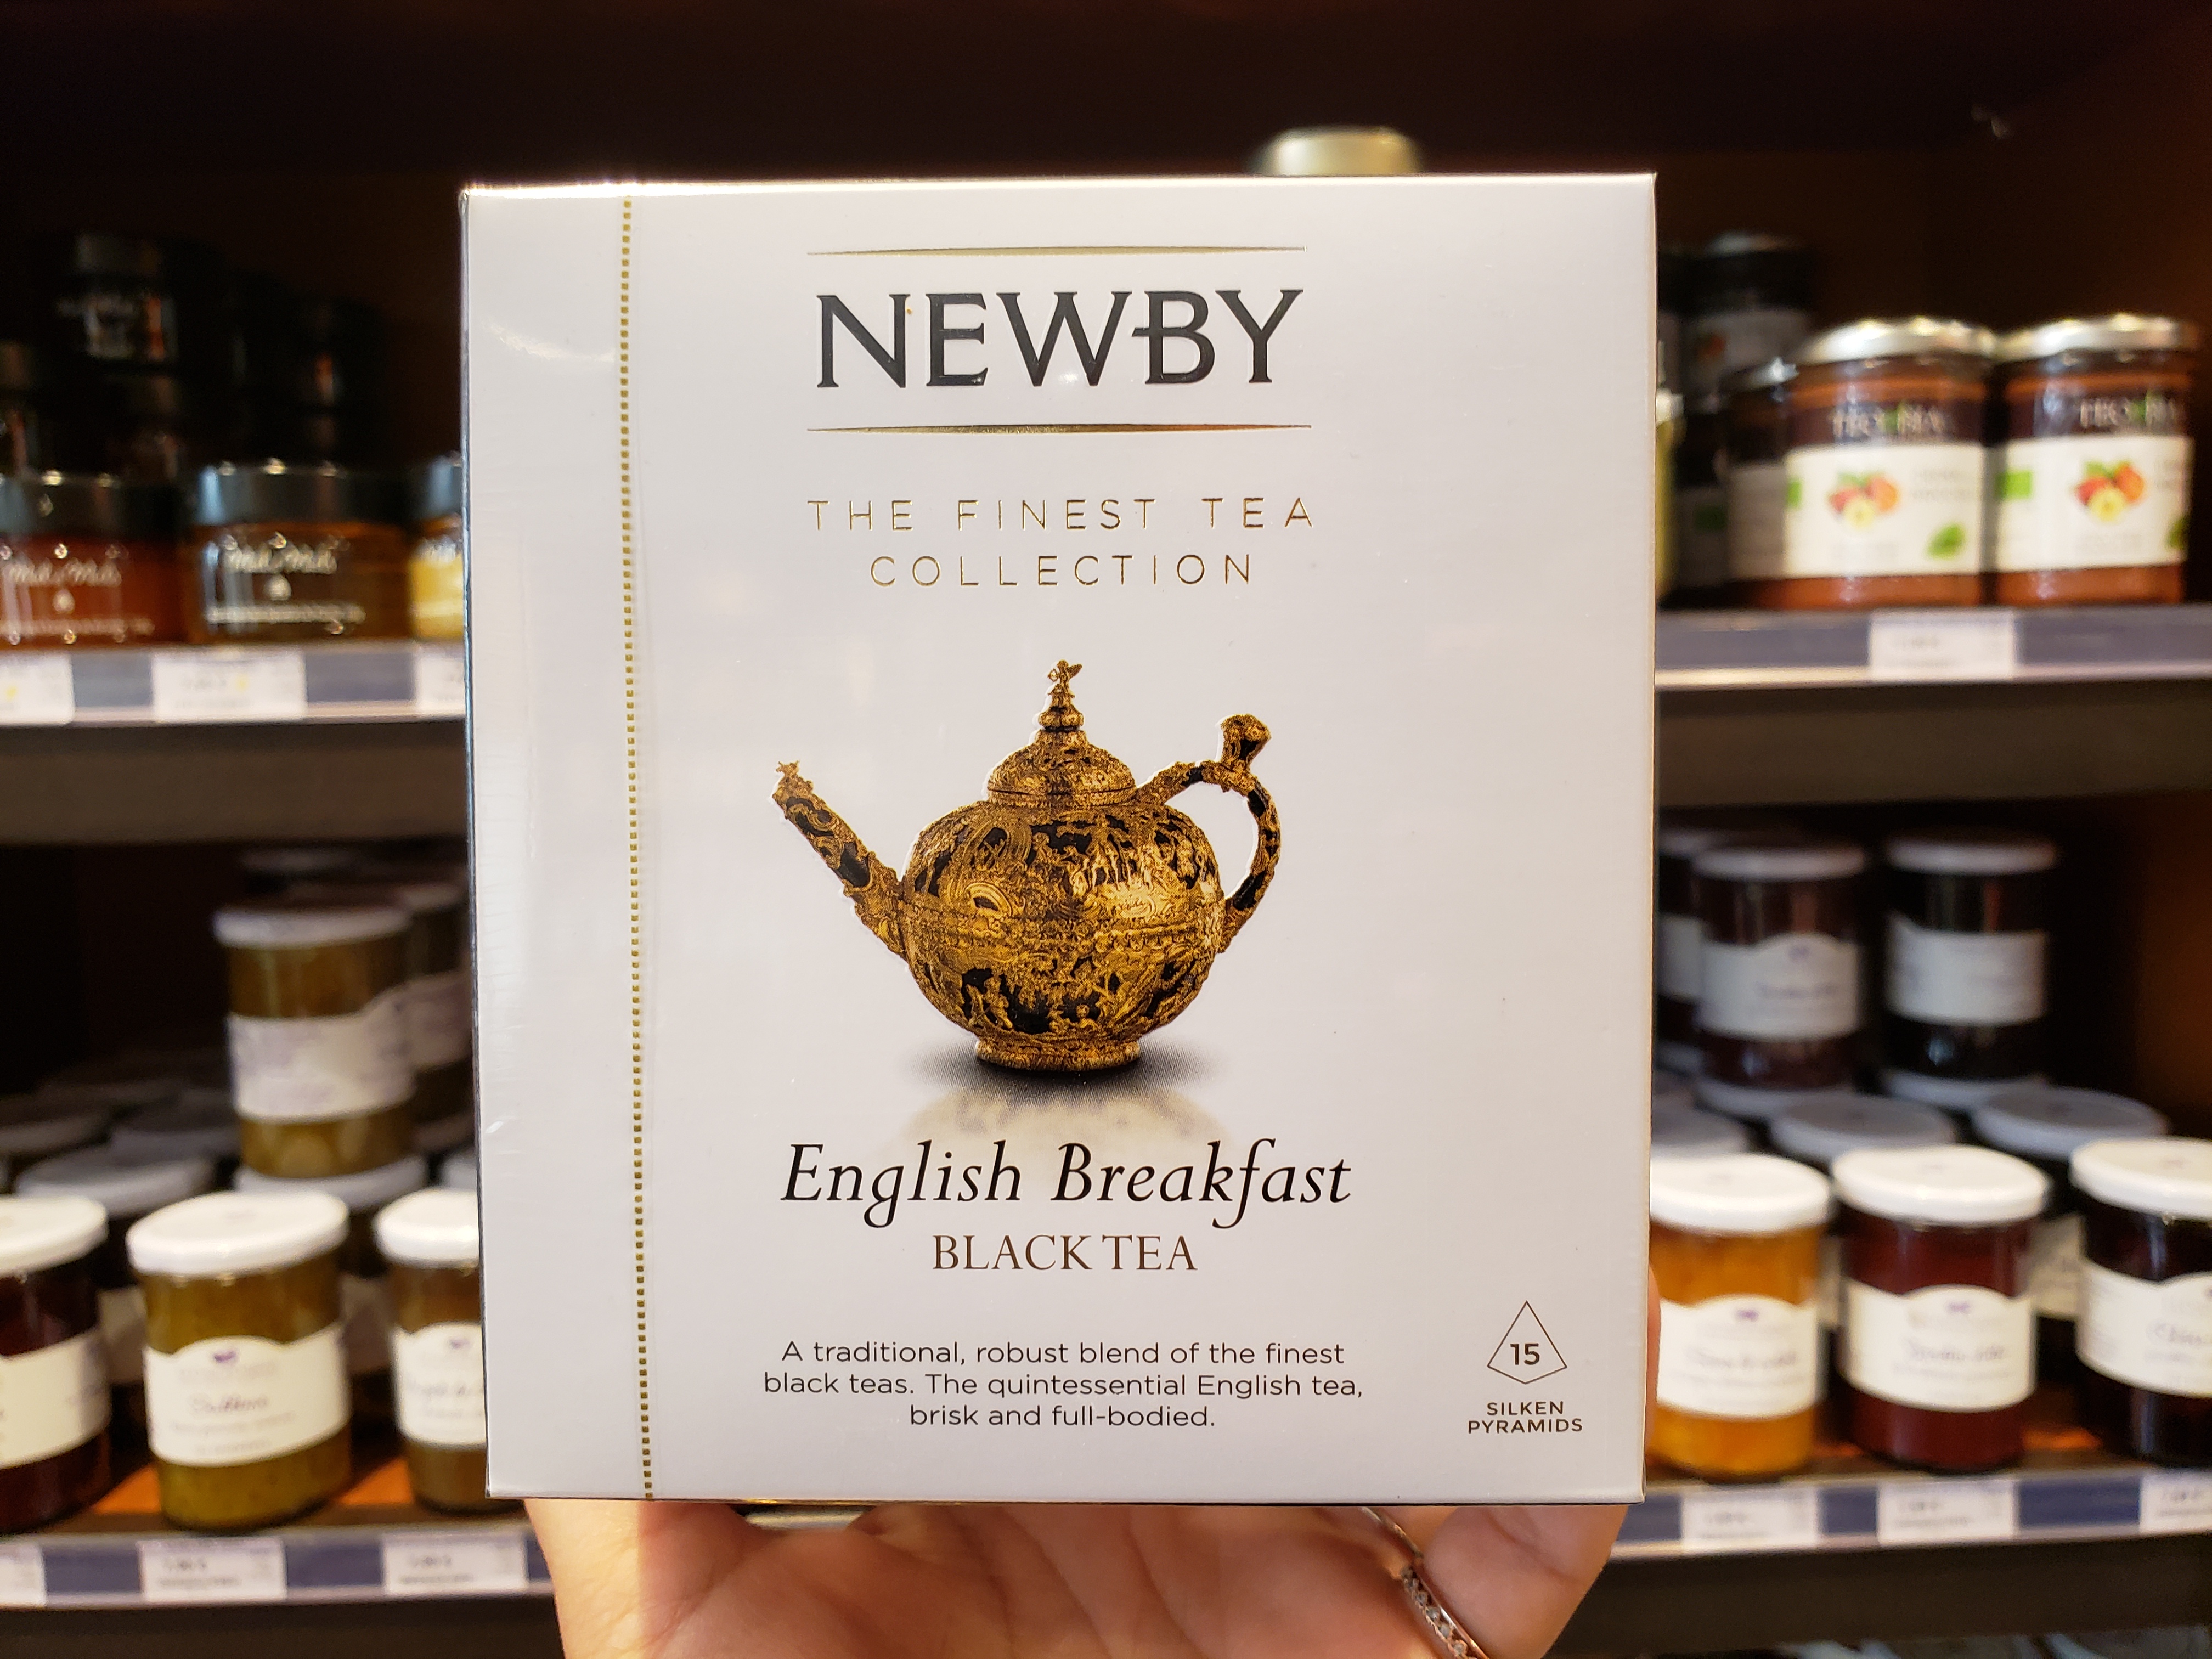 NEWBY
THE FINEST TEA
COLLECTION
English Breakfast
BLACK TEA
A traditional, robust blend of the finest
black teas. The quintessential English tea,
brisk and full-bodied.
15
SILKEN
PYRAMIDS